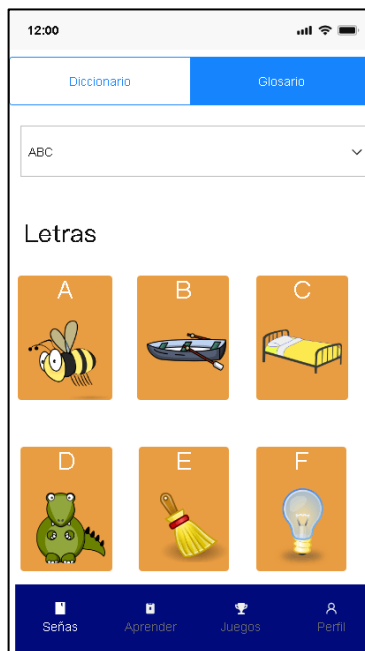 12:00
Diccionario Glosario
ABC
Letras
A B C
D E F
Señas Aprender Juegos Perfil